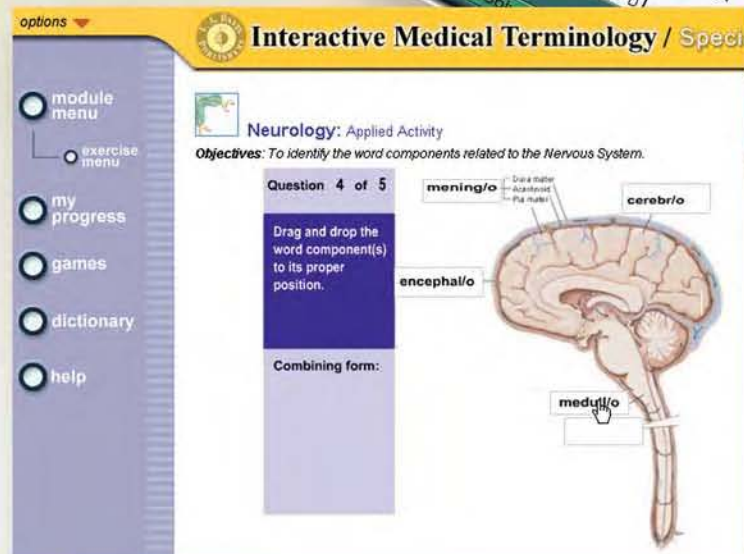 options
Interactive Medical Terminology / Speci
module
menu
exercise
menu
my
progress
games
dictionary
help
Neurology: Applied Activity
Objectives: To identify the word components related to the Nervous System.
Question 4 of 5
Drag and drop the
word component(s)
to its proper
position.
Combining form:
mening/o
Dura matter
Arachnoid
Pia matter
cerebr/o
encephal/o
medull/o